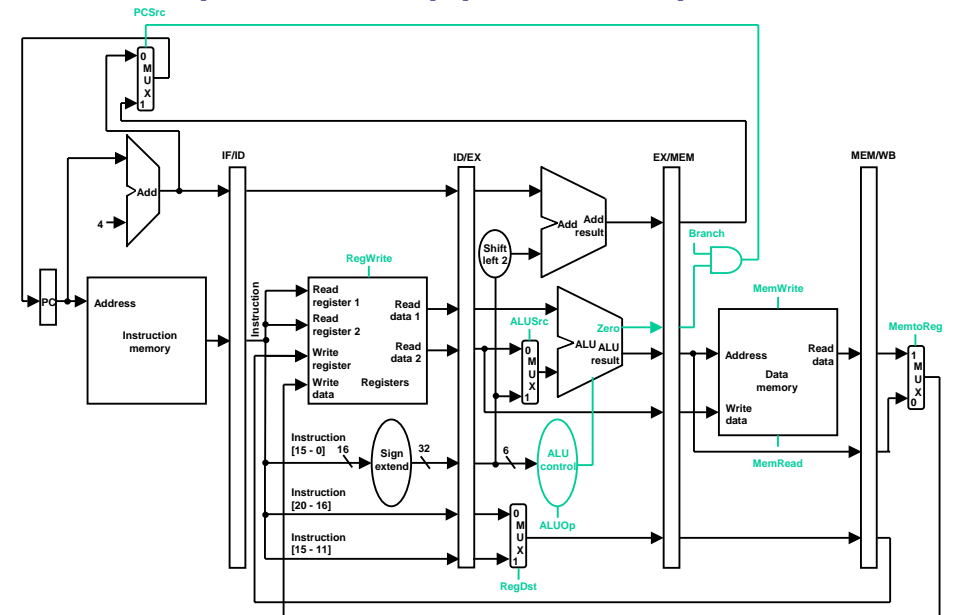 PCSrc
0
M
U
X
1
IF/ID
ID/EX
EX/MEM
MEM/WB
Add
4
Shift
left 2
Add
Add
result
Branch
RegWrite
MemWrite
PC
Address
Instruction
memory
Instruction
Read
register 1
Read
register 2
Write
register
Write
data
Read
data 1
Read
data 2
Registers
ALUSrc
0
M
U
X
1
Zero
ALU
ALU
result
Address
Read
data
Data
memory
Write
data
MemRead
MemtoReg
1
M
U
X
0
Instruction
[15 - 0]
16
Sign
extend
32
6
ALU
control
ALUOp
Instruction
[20 - 16]
Instruction
[15 - 11]
0
M
U
X
1
RegDst